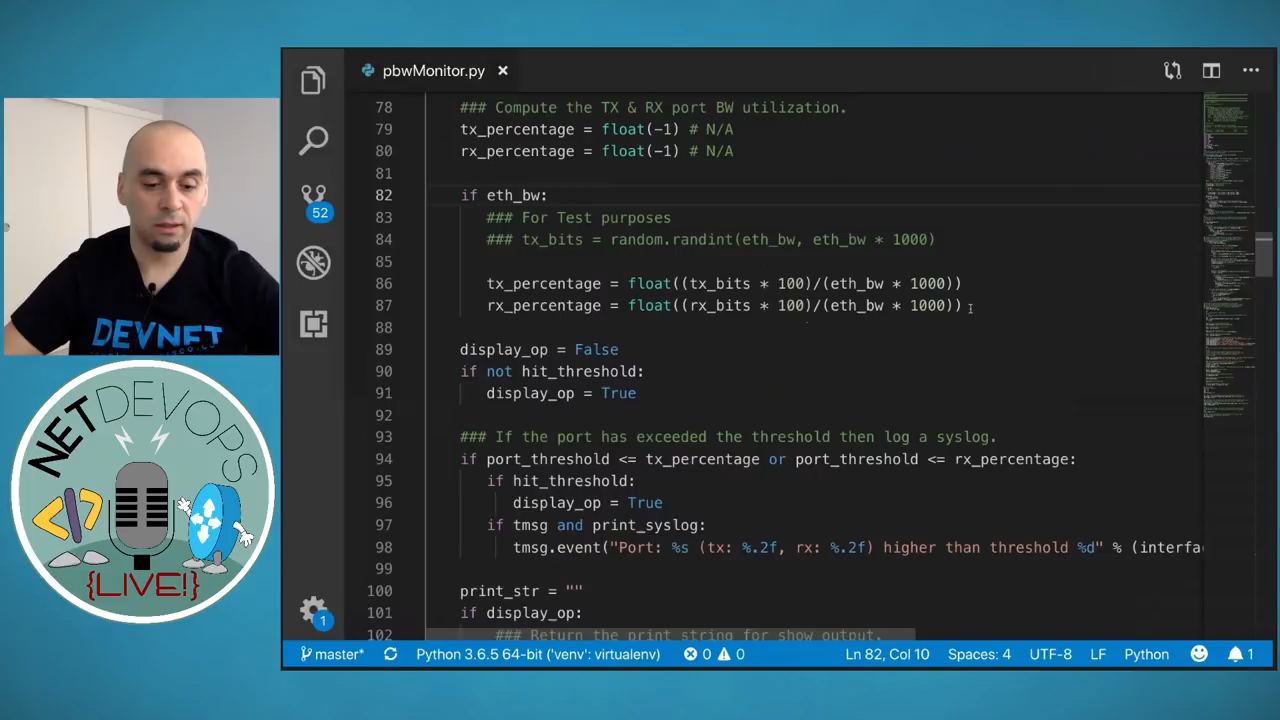 pbwMonitor.py
78 ### Compute the TX & RX port BW utilization.
79 tx_percentage = float(-1) # N/A
80 rx_percentage = float(-1) # N/A
81
82 if eth_bw:
83 ### For Test purposes
84 ### tx_bits = random.randint(eth_bw, eth_bw * 1000)
85
86 tx_percentage = float((tx_bits * 100)/(eth_bw * 1000))
87 rx_percentage = float((rx_bits * 100)/(eth_bw * 1000))
88
89 display_op = False
90 if not hit_threshold:
91 display_op = True
92
93 ### If the port has exceeded the threshold then log a syslog.
94 if port_threshold <= tx_percentage or port_threshold <= rx_percentage:
95 if hit_threshold:
96 display_op = True
97 if tmsg and print_syslog:
98 tmsg.event("Port: %s (tx: %.2f, rx: %.2f) higher than threshold %d" % (interfa
99
100 print_str = ""
101 if display_op:
102 ### Return the print string for show output.
52
1
master* Python 3.6.5 64-bit ('venv': virtualenv) 0 0 Ln 82, Col 10 Spaces: 4 UTF-8 LF Python 1
DEVNET
NETDEVOPS
</>
{LIVE!}